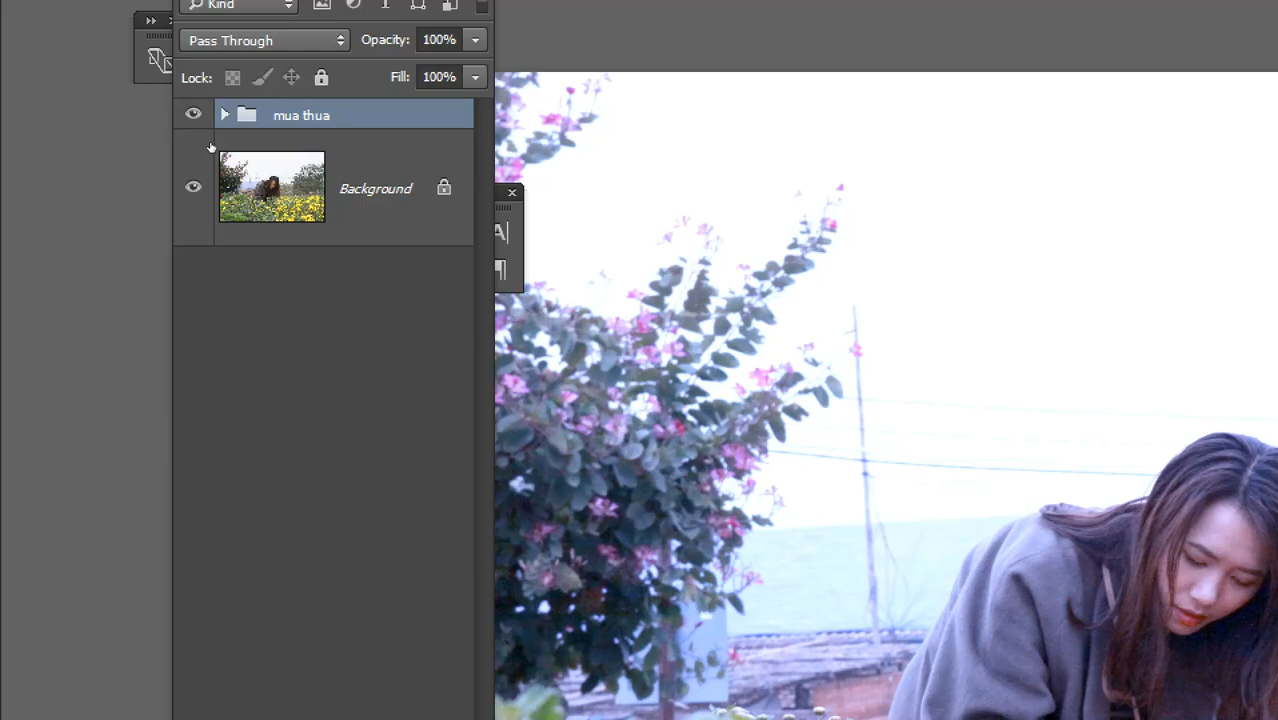 Kind
Pass Through Opacity: 100%
Lock: Fill: 100%
mua thua
Background
A|